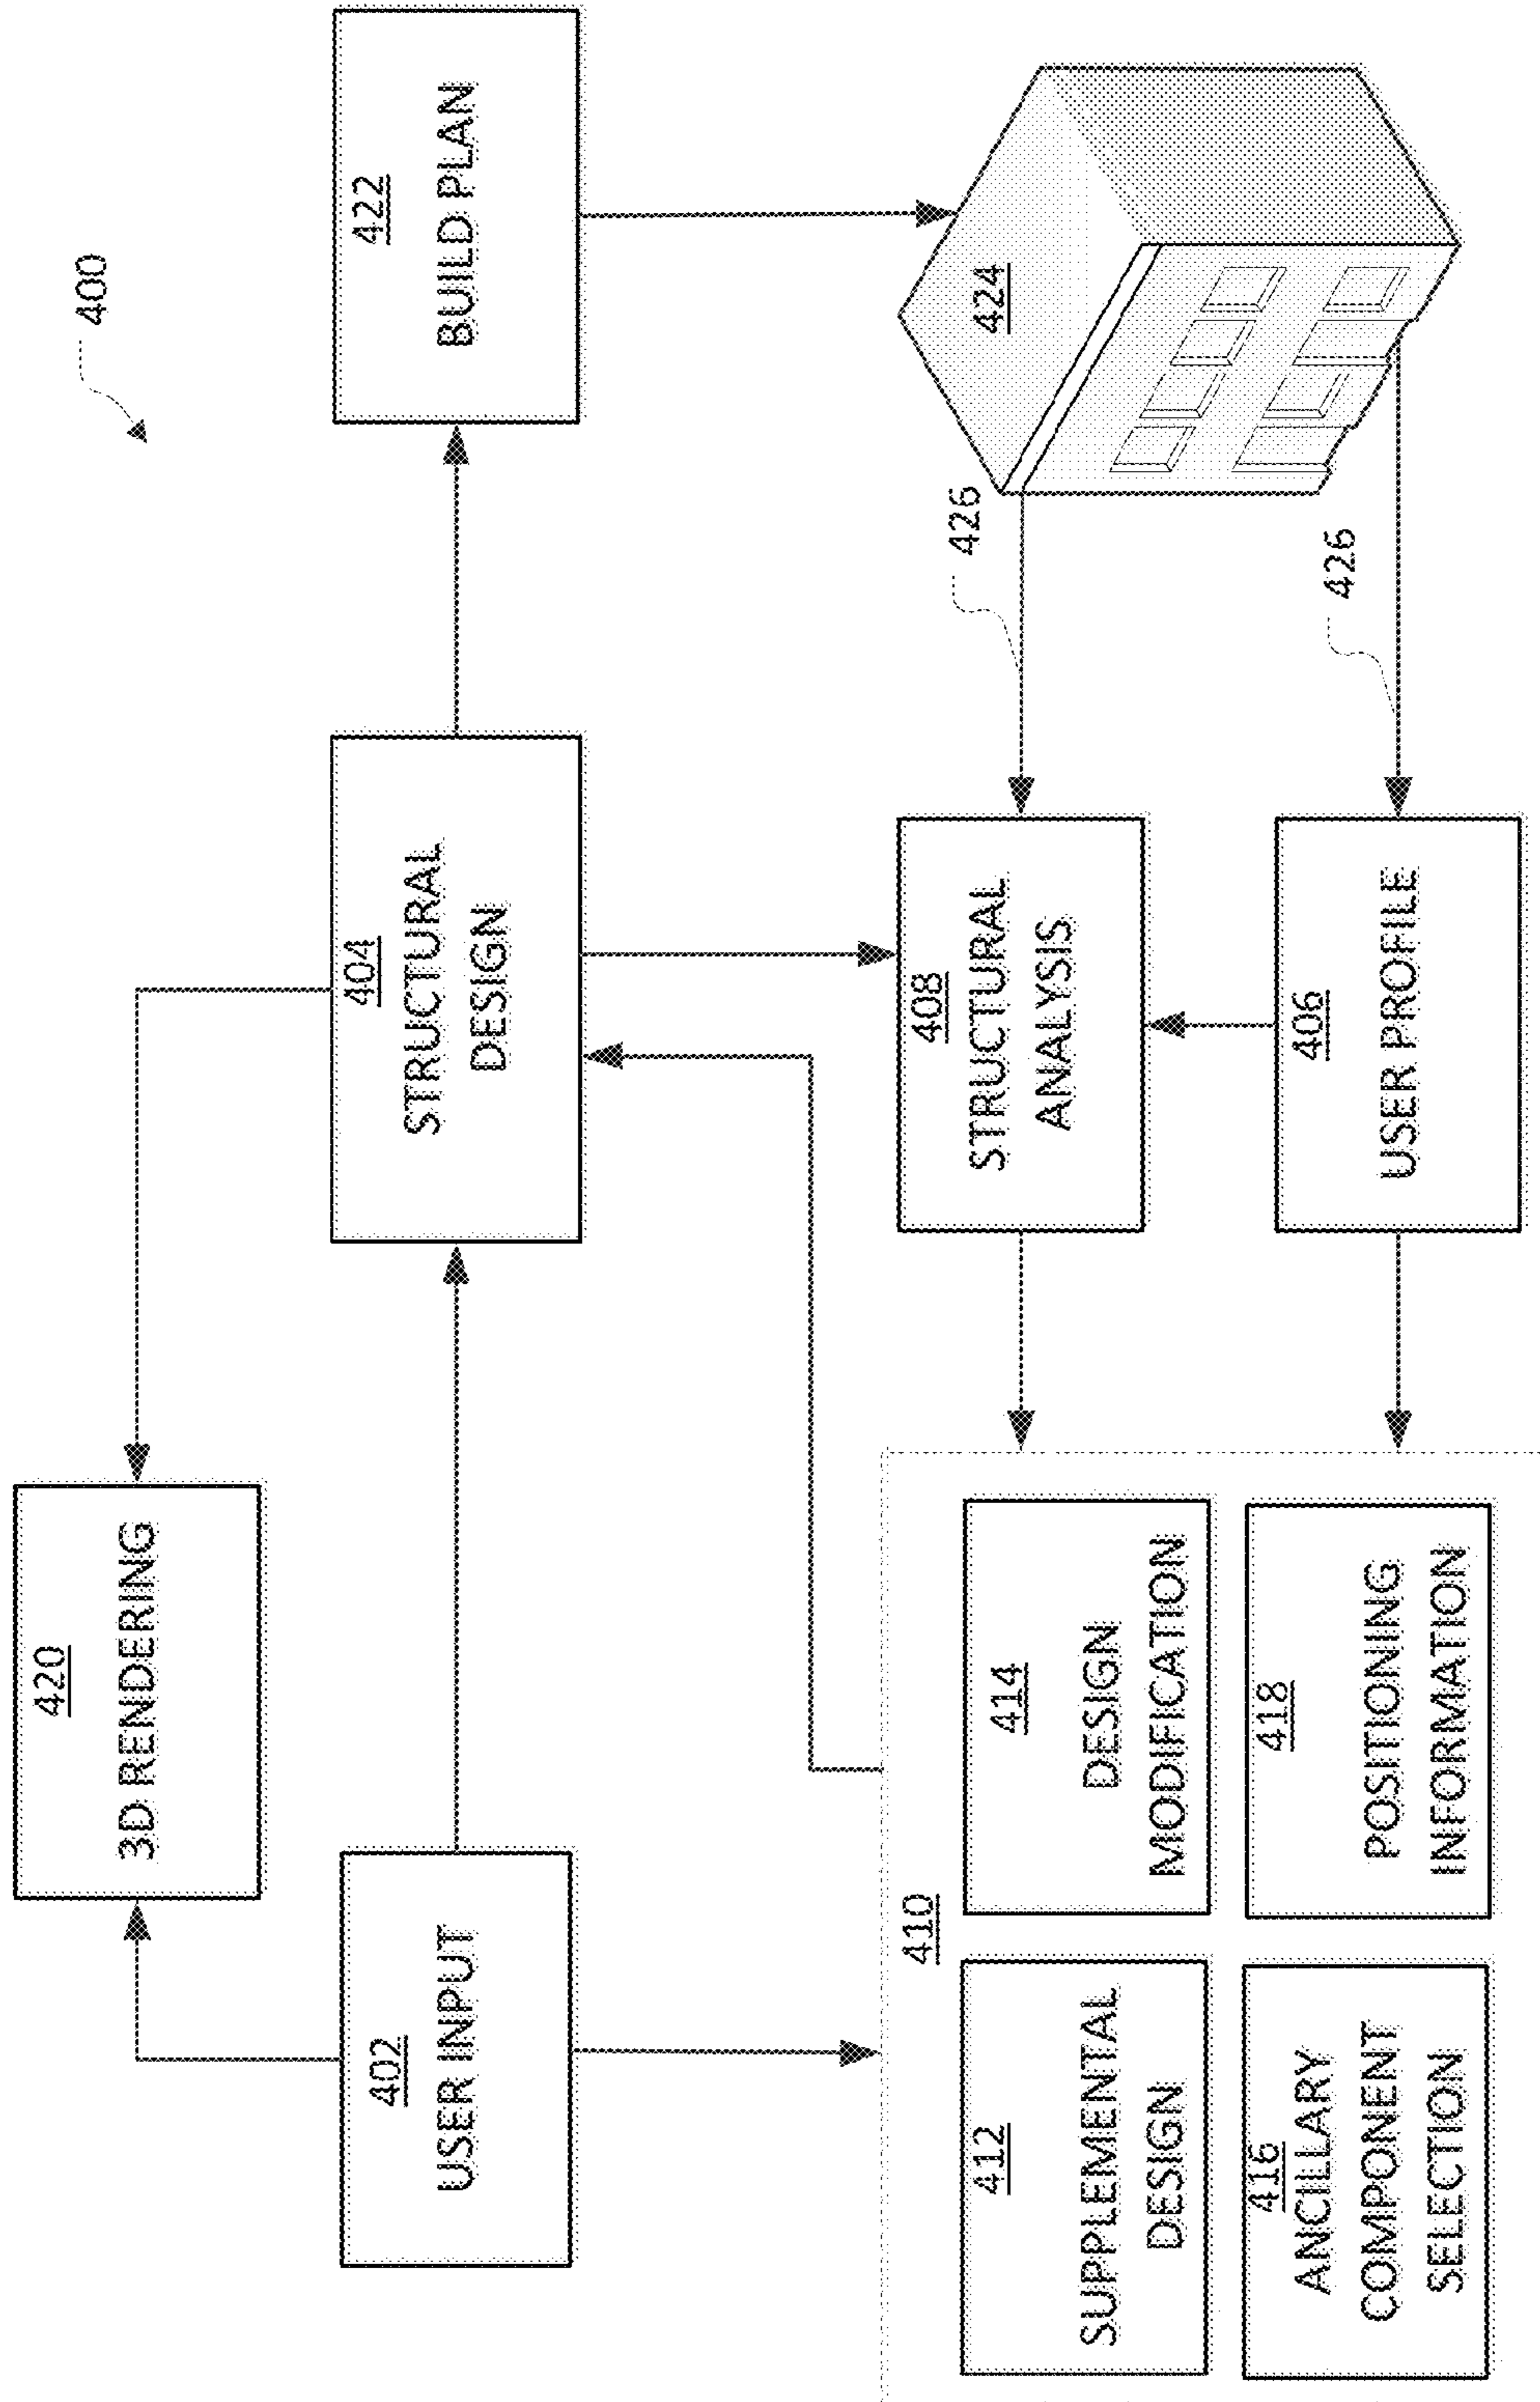 400
420
3D RENDERING
402
USER INPUT
404
STRUCTURAL
DESIGN
422
BUILD PLAN
410
412
SUPPLEMENTAL
DESIGN
414
DESIGN
MODIFICATION
416
ANCILLARY
COMPONENT
SELECTION
418
POSITIONING
INFORMATION
408
STRUCTURAL
ANALYSIS
406
USER PROFILE
426
426
424